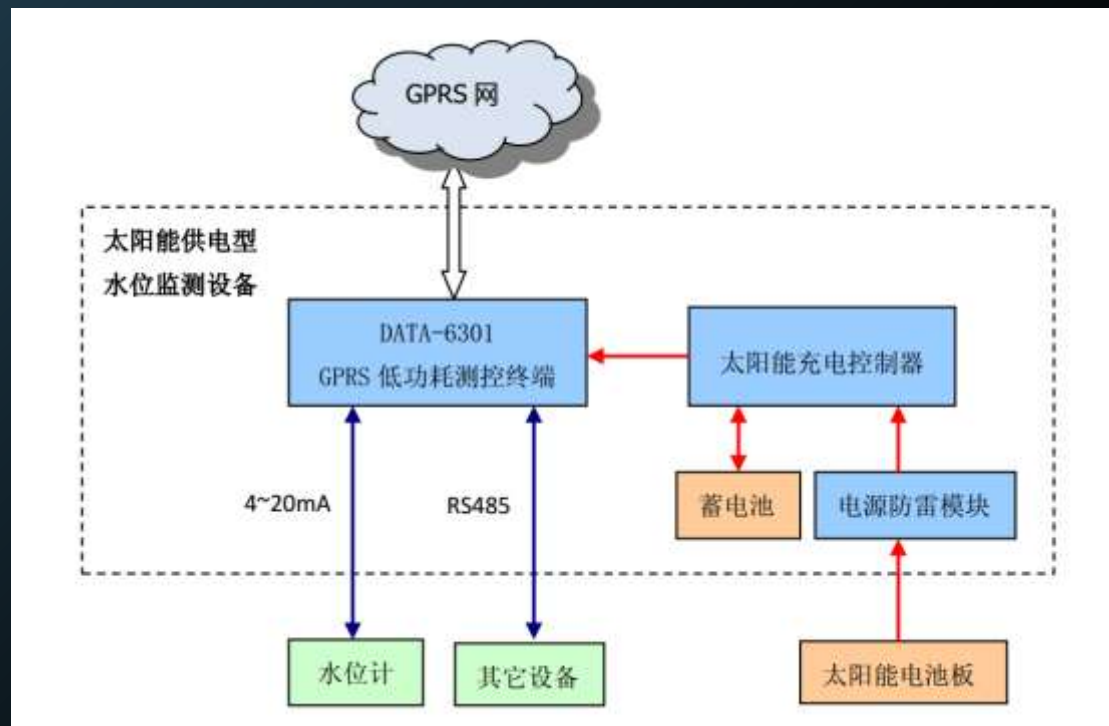 GPRS 网
太阳能供电型
水位监测设备
DATA-6301
GPRS 低功耗测控终端
太阳能充电控制器
4~20mA
RS485
蓄电池
电源防雷模块
水位计
其它设备
太阳能电池板